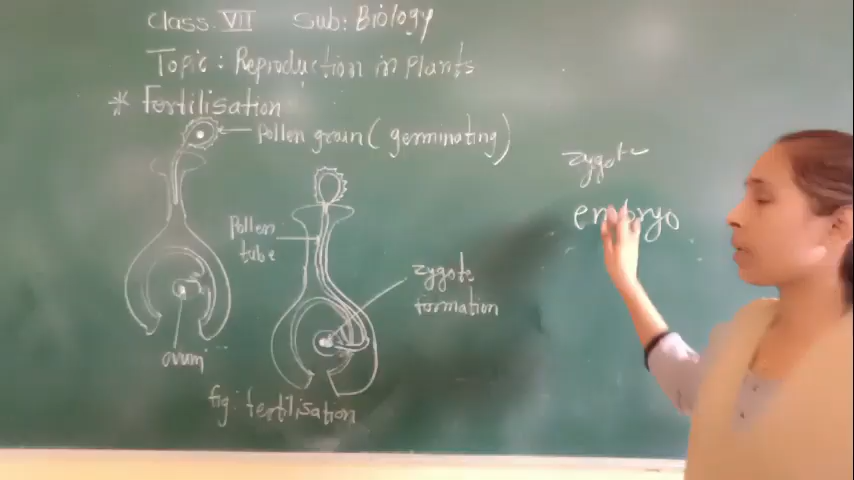 Class. VII Sub: Biology
Topic: Reproduction in plants
* Fertilisation
Pollen grain (germinating)
zygote
embryo
Pollen
tube
zygote
formation
ovum
fig: fertilisation